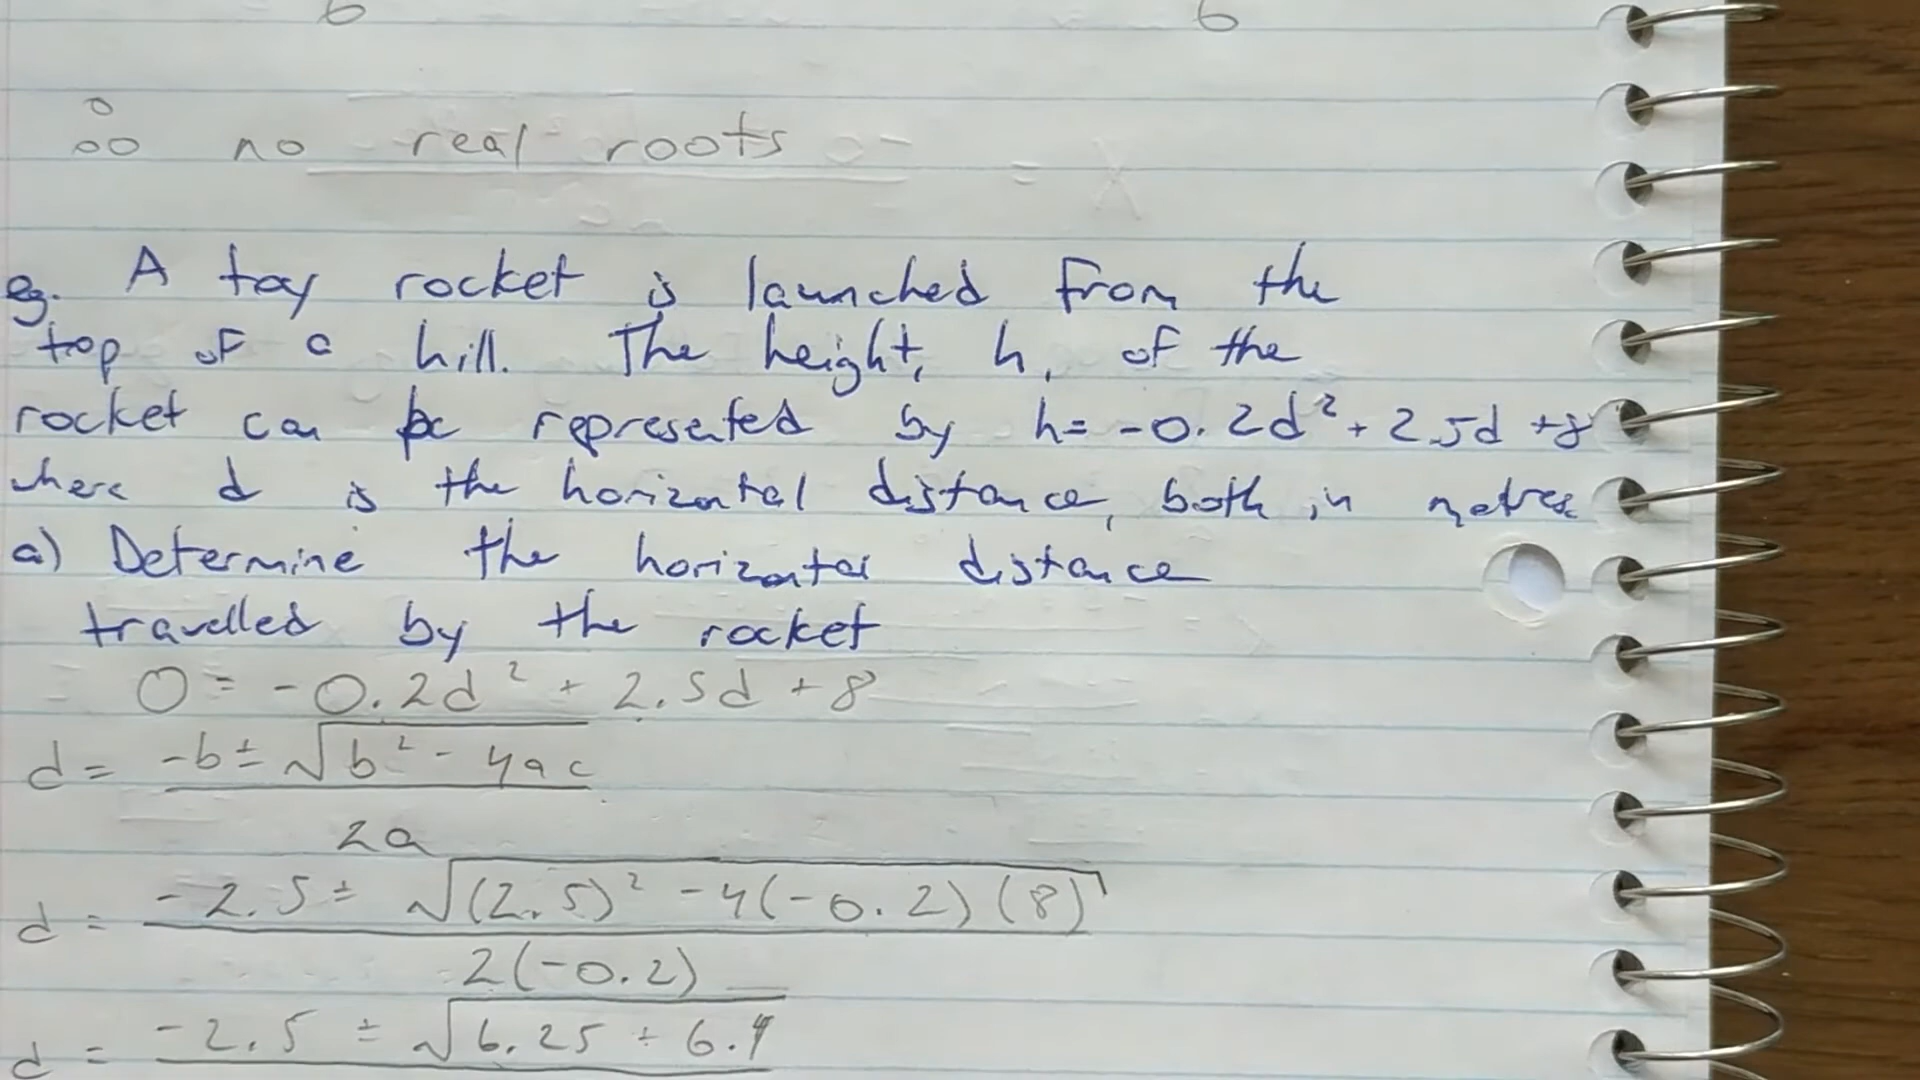 6 6
∴ no real roots
eg. A toy rocket is launched from the
top of a hill. The height, h, of the
rocket can be represented by h= -0.2d² + 2.5d +8
where d is the horizontal distance, both in metres
a) Determine the horizontal distance
travelled by the rocket
0 = -0.2d² + 2.5d + 8
d = -b ± √b² - 4ac
2a
d = -2.5 ± √(2.5)² - 4(-0.2)(8)
2(-0.2)
d = -2.5 ± √6.25 + 6.4